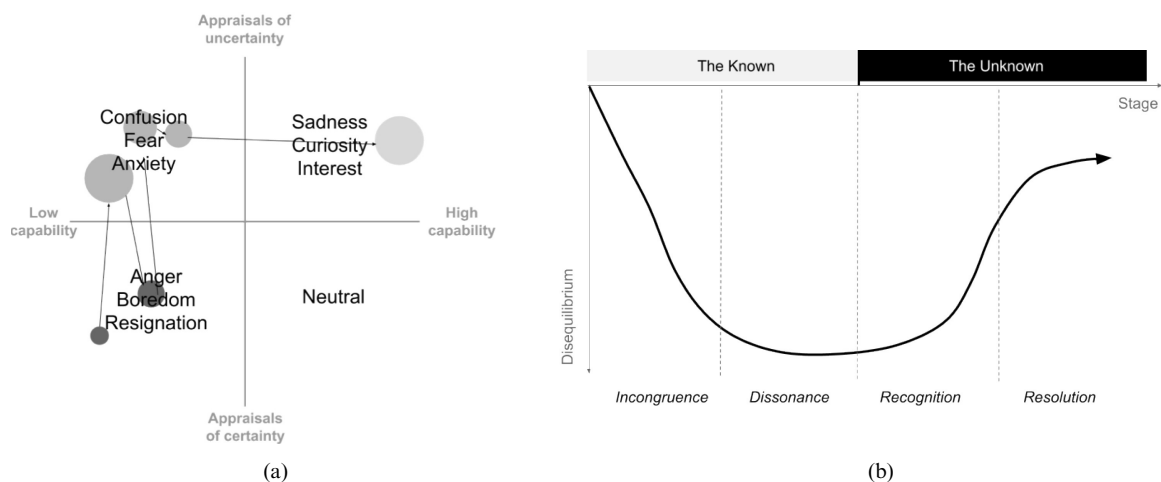 Appraisals of
uncertainty
Confusion
Fear
Anxiety
Sadness
Curiosity
Interest
Low
capability
High
capability
Anger
Boredom
Resignation
Neutral
Appraisals
of certainty
(a)
The Known
The Unknown
Stage
Disequilibrium
Incongruence
Dissonance
Recognition
Resolution
(b)